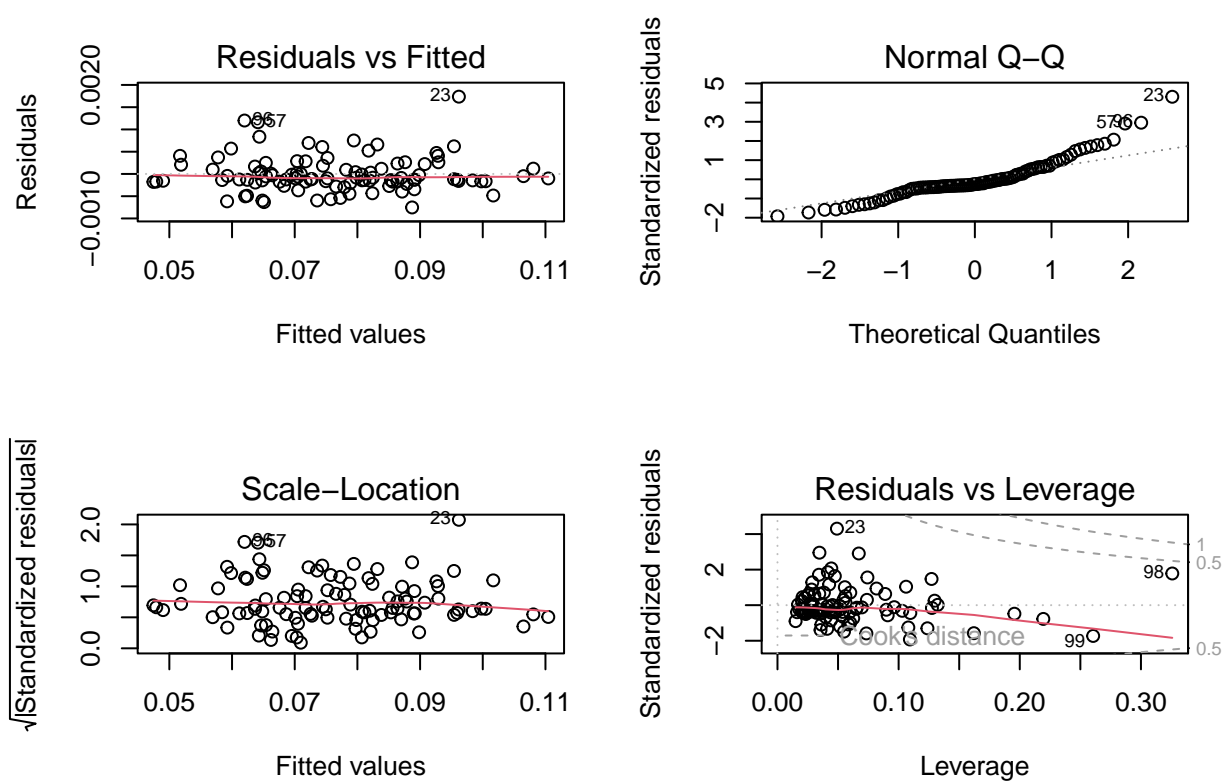 Residuals vs Fitted
Residuals
−0.0010 0.0020
23
96
57
0.05 0.07 0.09 0.11
Fitted values
Normal Q−Q
Standardized residuals
−2 1 3 5
23
57 96
−2 −1 0 1 2
Theoretical Quantiles
Scale−Location
√|Standardized residuals|
0.0 1.0 2.0
23
96
57
0.05 0.07 0.09 0.11
Fitted values
Residuals vs Leverage
Standardized residuals
−2 0 2
23
98
99
Cook's distance
1
0.5
0.5
0.00 0.10 0.20 0.30
Leverage